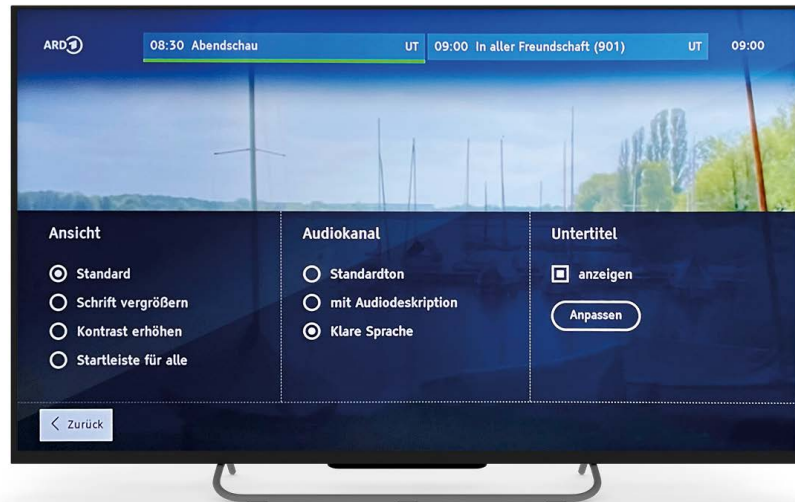 ARD 1
08:30 Abendschau UT
09:00 In aller Freundschaft (901) UT
09:00
Ansicht
Standard
Schrift vergrößern
Kontrast erhöhen
Startleiste für alle
Audiokanal
Standardton
mit Audiodeskription
Klare Sprache
Untertitel
anzeigen
Anpassen
Zurück